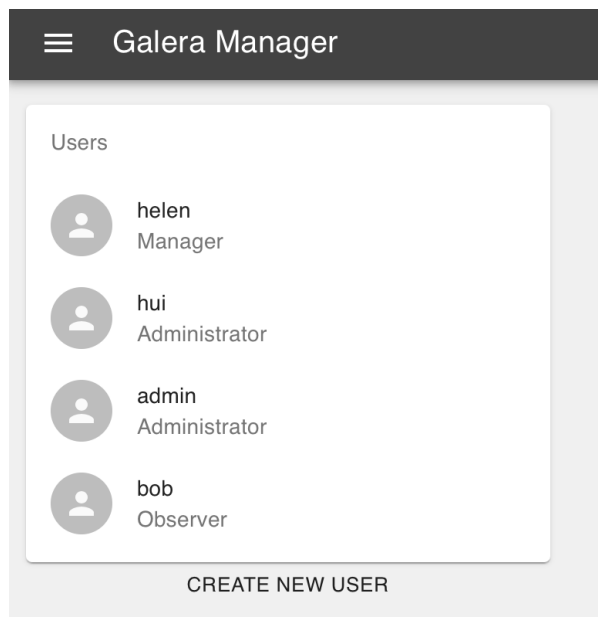 Galera Manager
Users
helen
Manager
hui
Administrator
admin
Administrator
bob
Observer
CREATE NEW USER